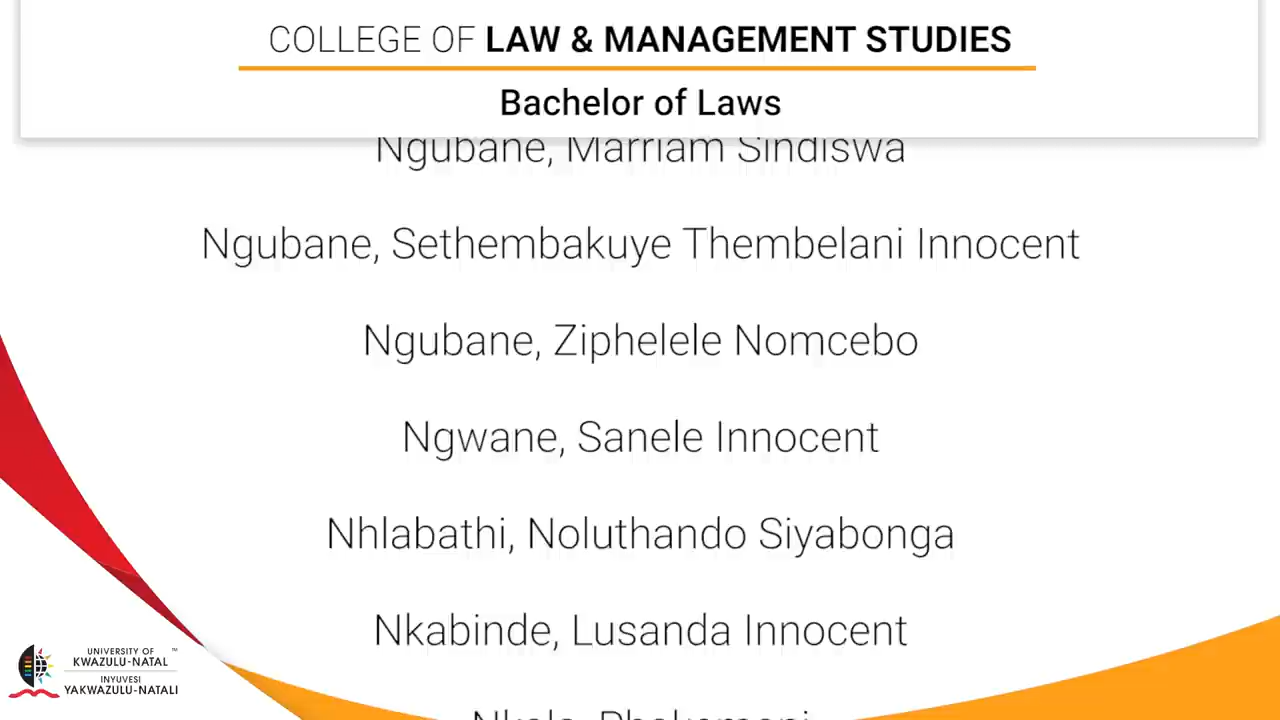 COLLEGE OF LAW & MANAGEMENT STUDIES
Bachelor of Laws
Ngubane, Marriam Sindiswa
Ngubane, Sethembakuye Thembelani Innocent
Ngubane, Ziphelele Nomcebo
Ngwane, Sanele Innocent
Nhlabathi, Noluthando Siyabonga
Nkabinde, Lusanda Innocent
UNIVERSITY OF ™
KWAZULU-NATAL
INYUVESI
YAKWAZULU-NATALI